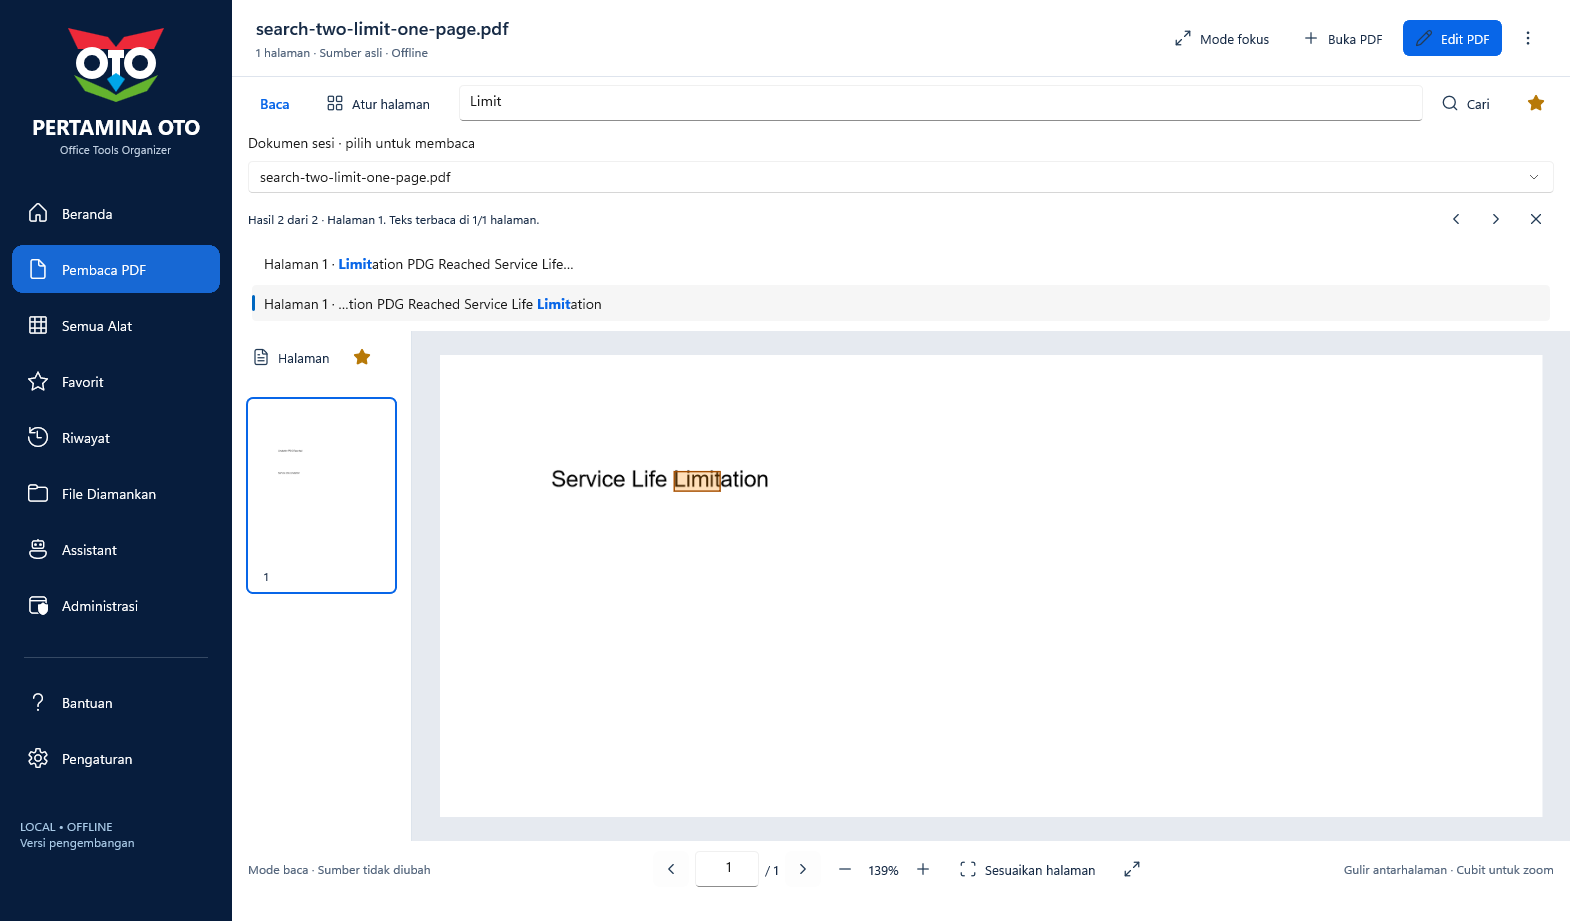 OTO
PERTAMINA OTO
Office Tools Organizer
Beranda
Pembaca PDF
Semua Alat
Favorit
Riwayat
File Diamankan
Assistant
Administrasi
Bantuan
Pengaturan
LOCAL • OFFLINE
Versi pengembangan
search-two-limit-one-page.pdf
1 halaman · Sumber asli · Offline
Mode fokus
Buka PDF
Edit PDF
Baca
Atur halaman
Limit
Cari
Dokumen sesi · pilih untuk membaca
search-two-limit-one-page.pdf
Hasil 2 dari 2 · Halaman 1. Teks terbaca di 1/1 halaman.
Halaman 1 · Limitation PDG Reached Service Life...
Halaman 1 · ...tion PDG Reached Service Life Limitation
Halaman
1
Service Life Limitation
Mode baca · Sumber tidak diubah
1 / 1
139%
Sesuaikan halaman
Gulir antarhalaman · Cubit untuk zoom